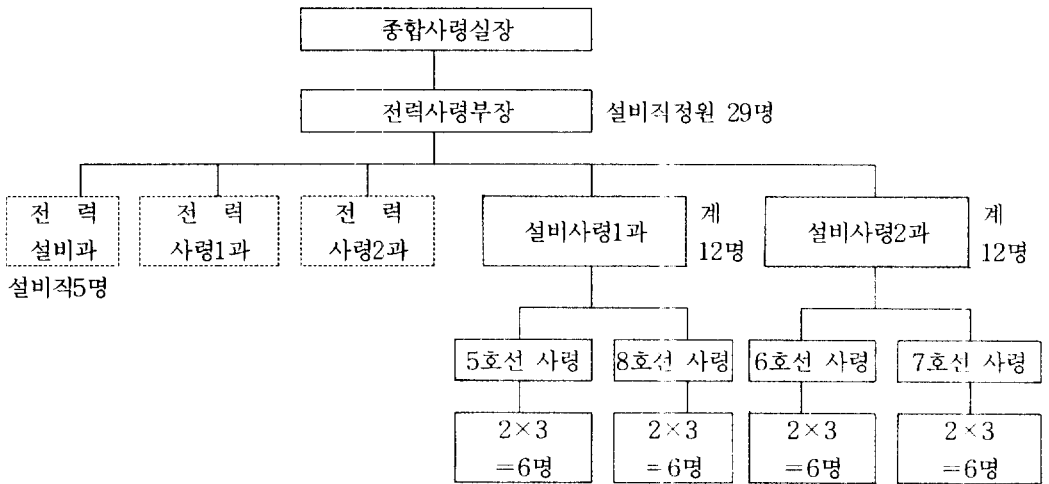 종합사령실장
전력사령부장
설비직정원 29명
전 력
설비과
설비직5명
전 력
사령1과
전 력
사령2과
설비사령1과
계
12명
설비사령2과
계
12명
5호선 사령
8호선 사령
6호선 사령
7호선 사령
2×3
=6명
2×3
=6명
2×3
=6명
2×3
=6명